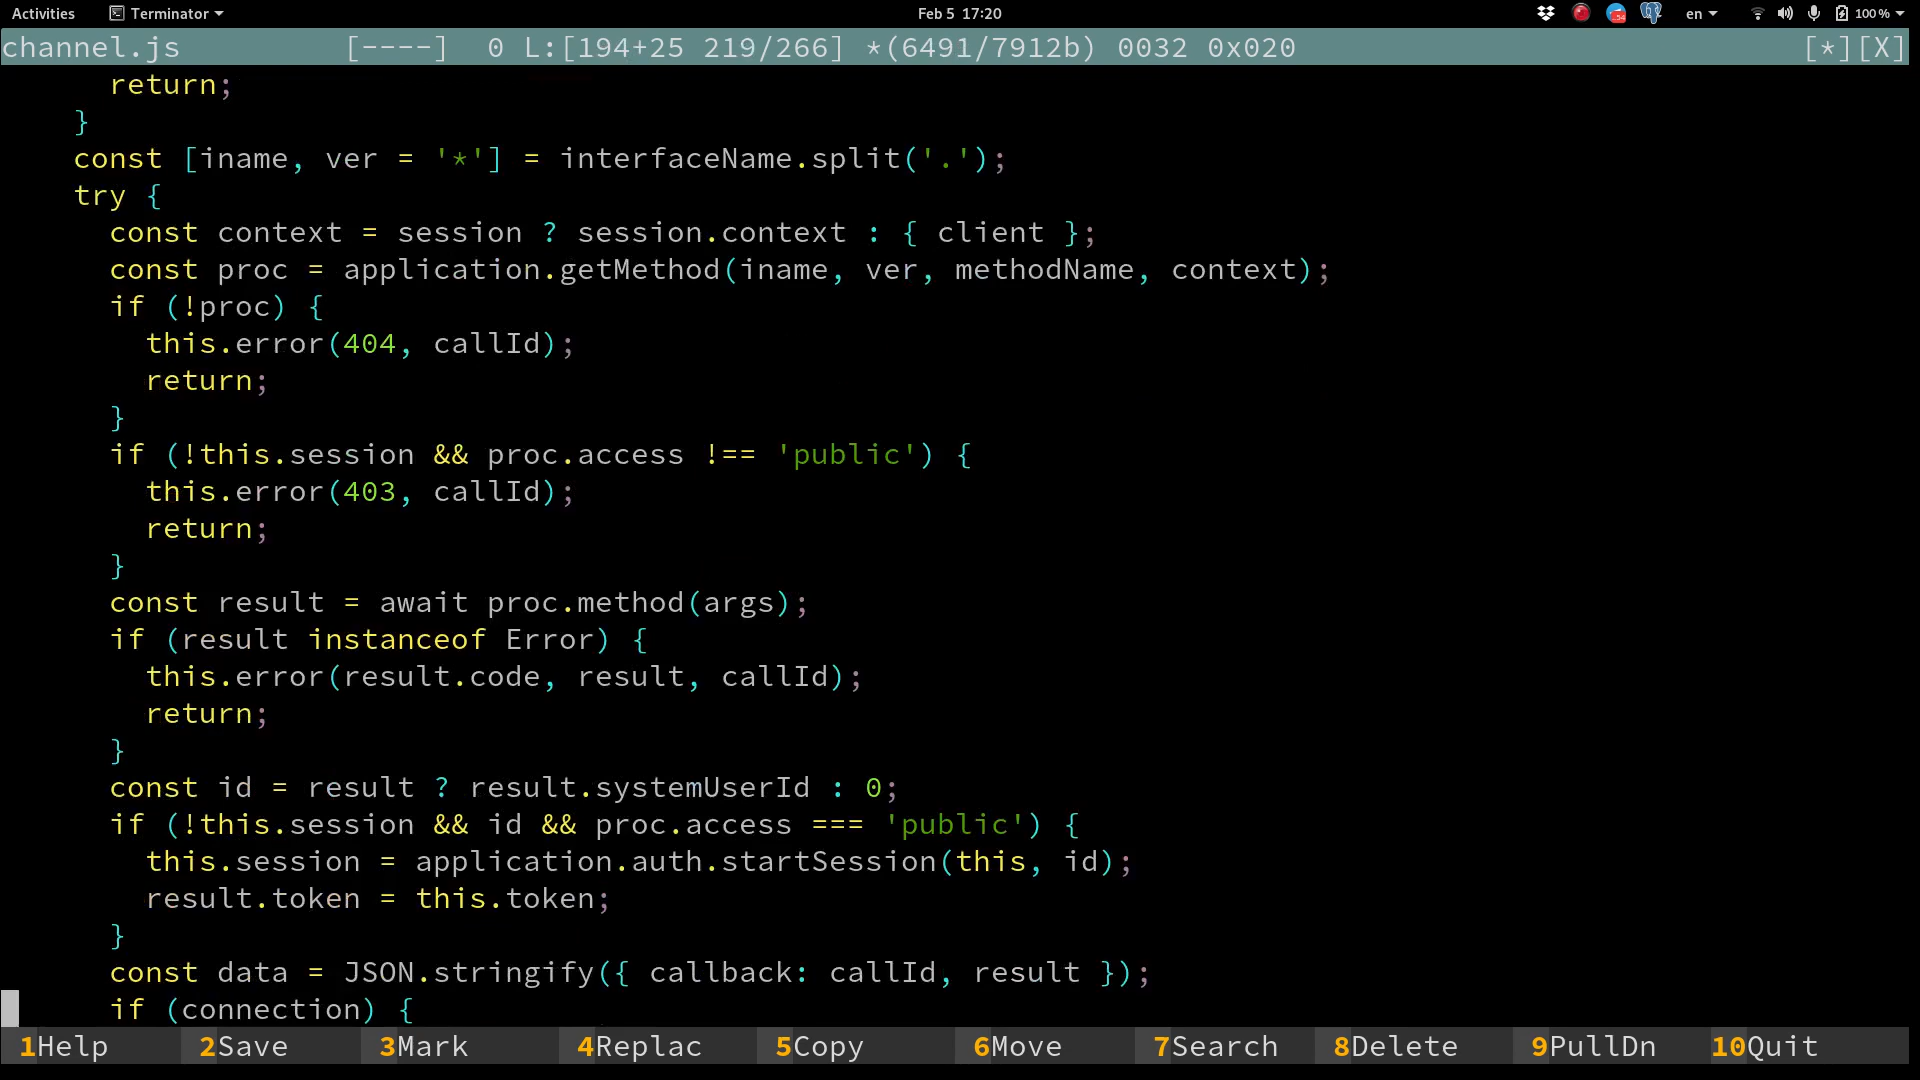 Activities Terminator Feb 5 17:20 54 en 100 %
channel.js [----] 0 L:[194+25 219/266] *(6491/7912b) 0032 0x020 [*][X]
return;
}
const [iname, ver = '*'] = interfaceName.split('.');
try {
const context = session ? session.context : { client };
const proc = application.getMethod(iname, ver, methodName, context);
if (!proc) {
this.error(404, callId);
return;
}
if (!this.session && proc.access !== 'public') {
this.error(403, callId);
return;
}
const result = await proc.method(args);
if (result instanceof Error) {
this.error(result.code, result, callId);
return;
}
const id = result ? result.systemUserId : 0;
if (!this.session && id && proc.access === 'public') {
this.session = application.auth.startSession(this, id);
result.token = this.token;
}
const data = JSON.stringify({ callback: callId, result });
if (connection) {
1Help 2Save 3Mark 4Replac 5Copy 6Move 7Search 8Delete 9PullDn 10Quit